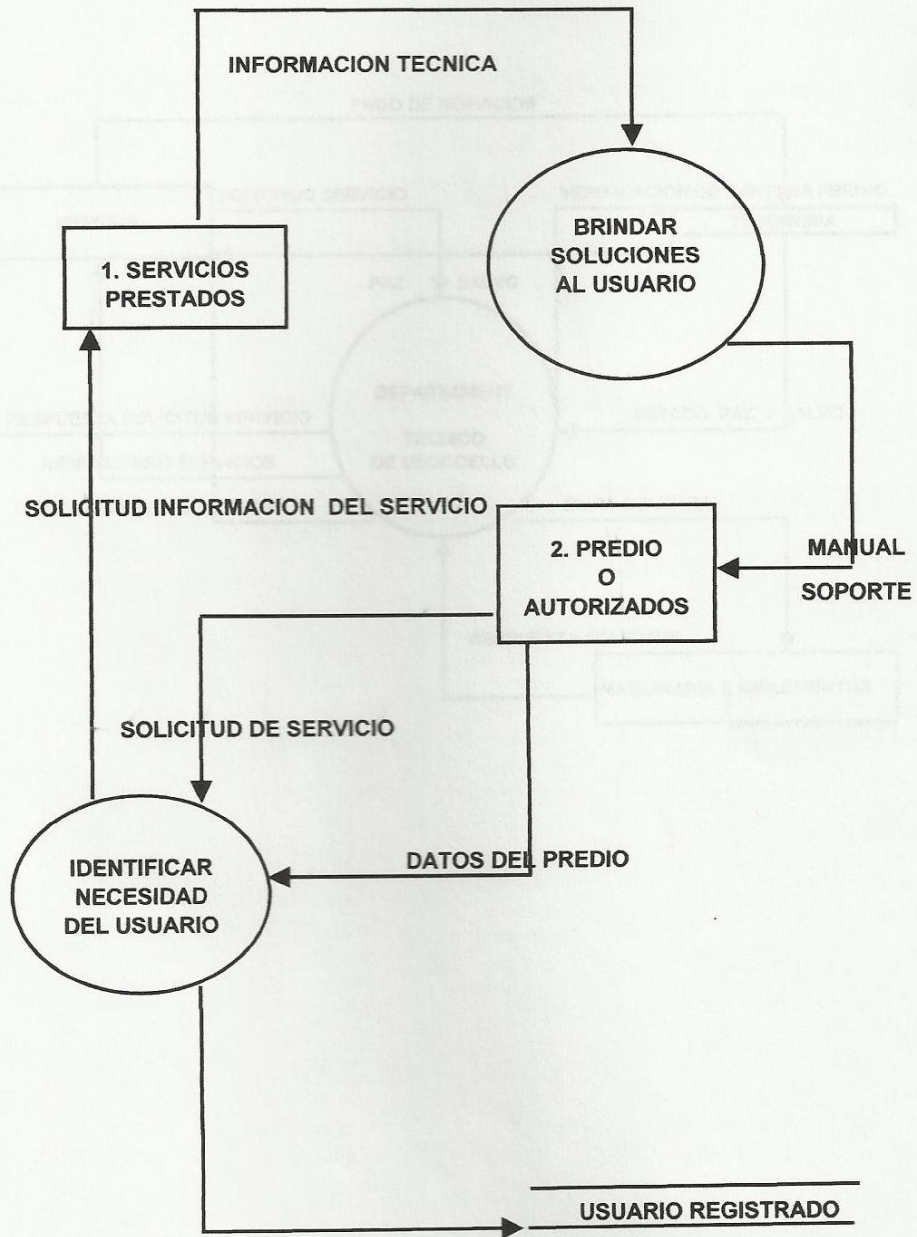 INFORMACION TECNICA
BRINDAR
SOLUCIONES
AL USUARIO
1. SERVICIOS
PRESTADOS
SOLICITUD INFORMACION DEL SERVICIO
2. PREDIO
O
AUTORIZADOS
MANUAL
SOPORTE
SOLICITUD DE SERVICIO
DATOS DEL PREDIO
IDENTIFICAR
NECESIDAD
DEL USUARIO
USUARIO REGISTRADO